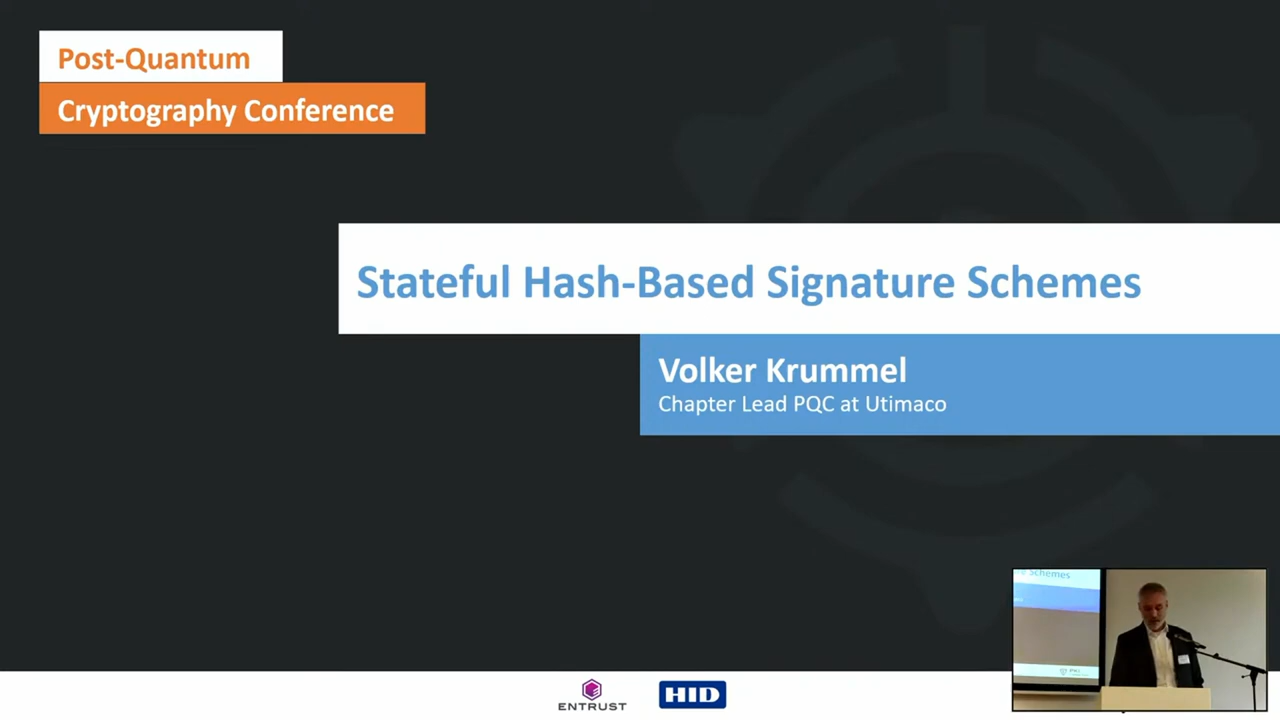 Post-Quantum
Cryptography Conference
Stateful Hash-Based Signature Schemes
Volker Krummel
Chapter Lead PQC at Utimaco
ENTRUST
HID